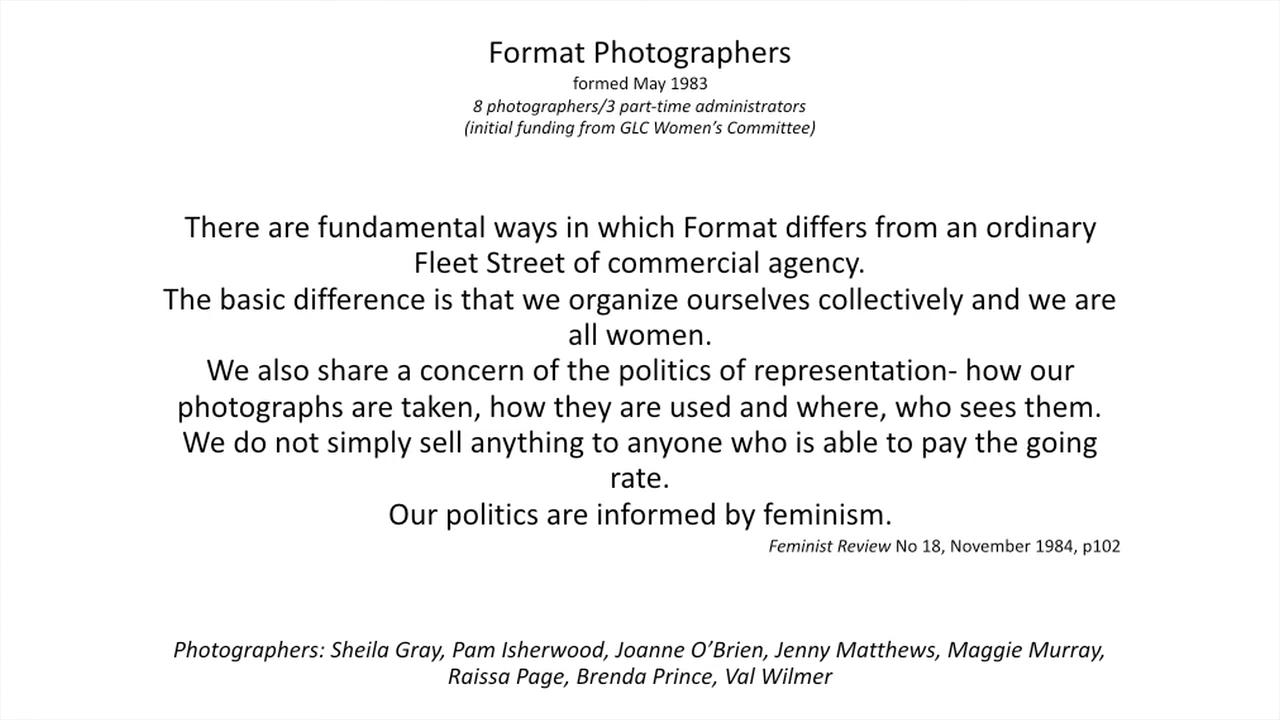 Format Photographers
formed May 1983
8 photographers/3 part-time administrators
(initial funding from GLC Women’s Committee)
There are fundamental ways in which Format differs from an ordinary
Fleet Street of commercial agency.
The basic difference is that we organize ourselves collectively and we are
all women.
We also share a concern of the politics of representation- how our
photographs are taken, how they are used and where, who sees them.
We do not simply sell anything to anyone who is able to pay the going
rate.
Our politics are informed by feminism.
Feminist Review No 18, November 1984, p102
Photographers: Sheila Gray, Pam Isherwood, Joanne O’Brien, Jenny Matthews, Maggie Murray,
Raissa Page, Brenda Prince, Val Wilmer